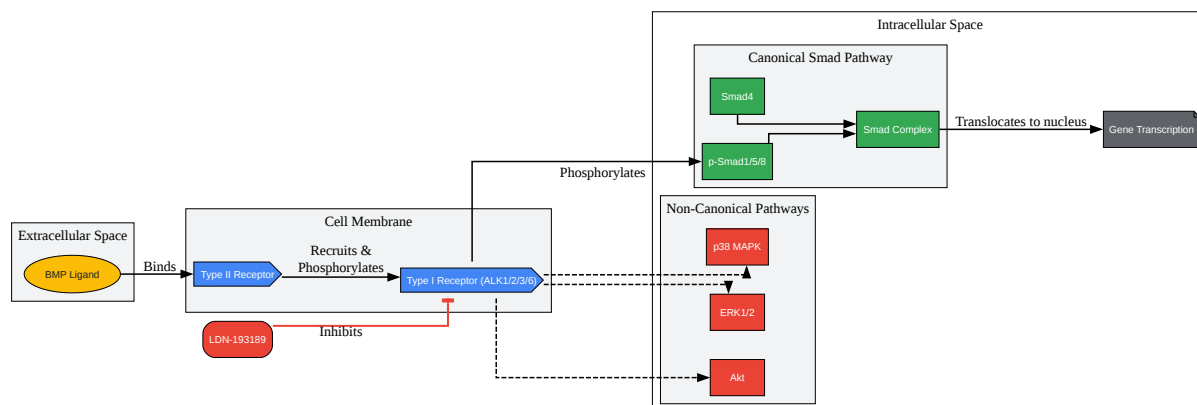 Intracellular Space
Canonical Smad Pathway
Smad4
Smad Complex
Translocates to nucleus
Gene Transcription
p-Smad1/5/8
Phosphorylates
Non-Canonical Pathways
Cell Membrane
Extracellular Space
p38 MAPK
Recruits &
Phosphorylates
Binds
BMP Ligand
Type II Receptor
Type I Receptor (ALK1/2/3/6)
ERK1/2
LDN-193189
Inhibits
Akt